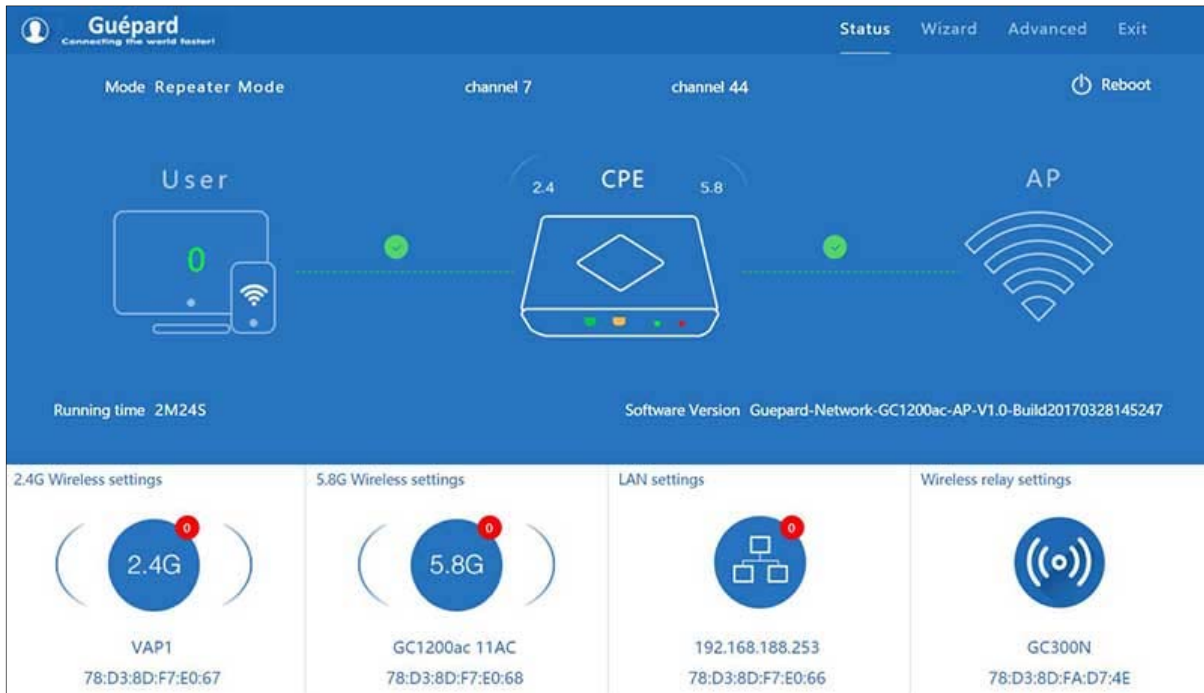 Guépard
Connecting the world faster!
Status Wizard Advanced Exit
Mode Repeater Mode channel 7 channel 44 Reboot
User 2.4 CPE 5.8 AP
0
Running time 2M24S Software Version Guepard-Network-GC1200ac-AP-V1.0-Build20170328145247
2.4G Wireless settings 5.8G Wireless settings LAN settings Wireless relay settings
0 0 0
2.4G 5.8G
VAP1 GC1200ac 11AC 192.168.188.253 GC300N
78:D3:8D:F7:E0:67 78:D3:8D:F7:E0:68 78:D3:8D:F7:E0:66 78:D3:8D:FA:D7:4E